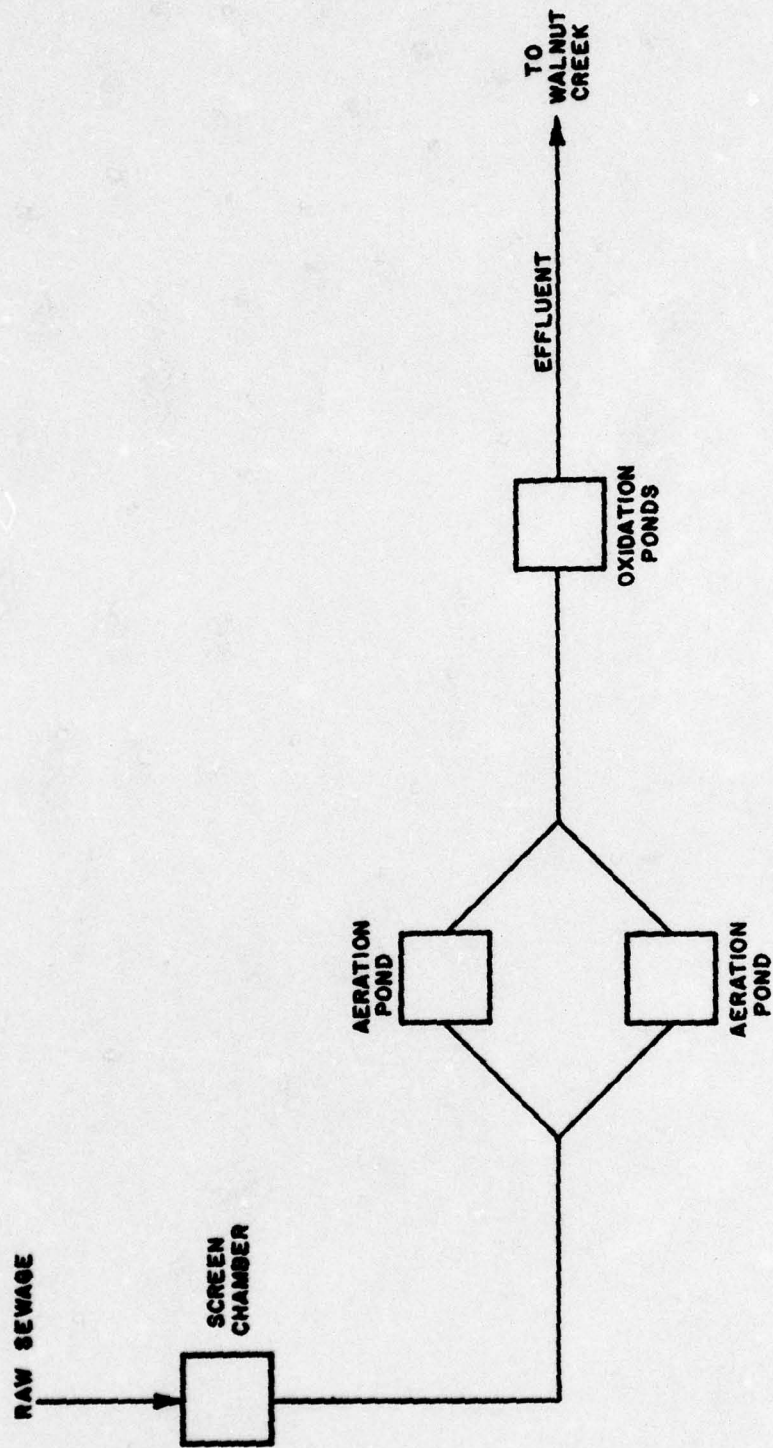 RAW SEWAGE
SCREEN
CHAMBER
AERATION
POND
AERATION
POND
OXIDATION
PONDS
EFFLUENT
TO
WALNUT
CREEK